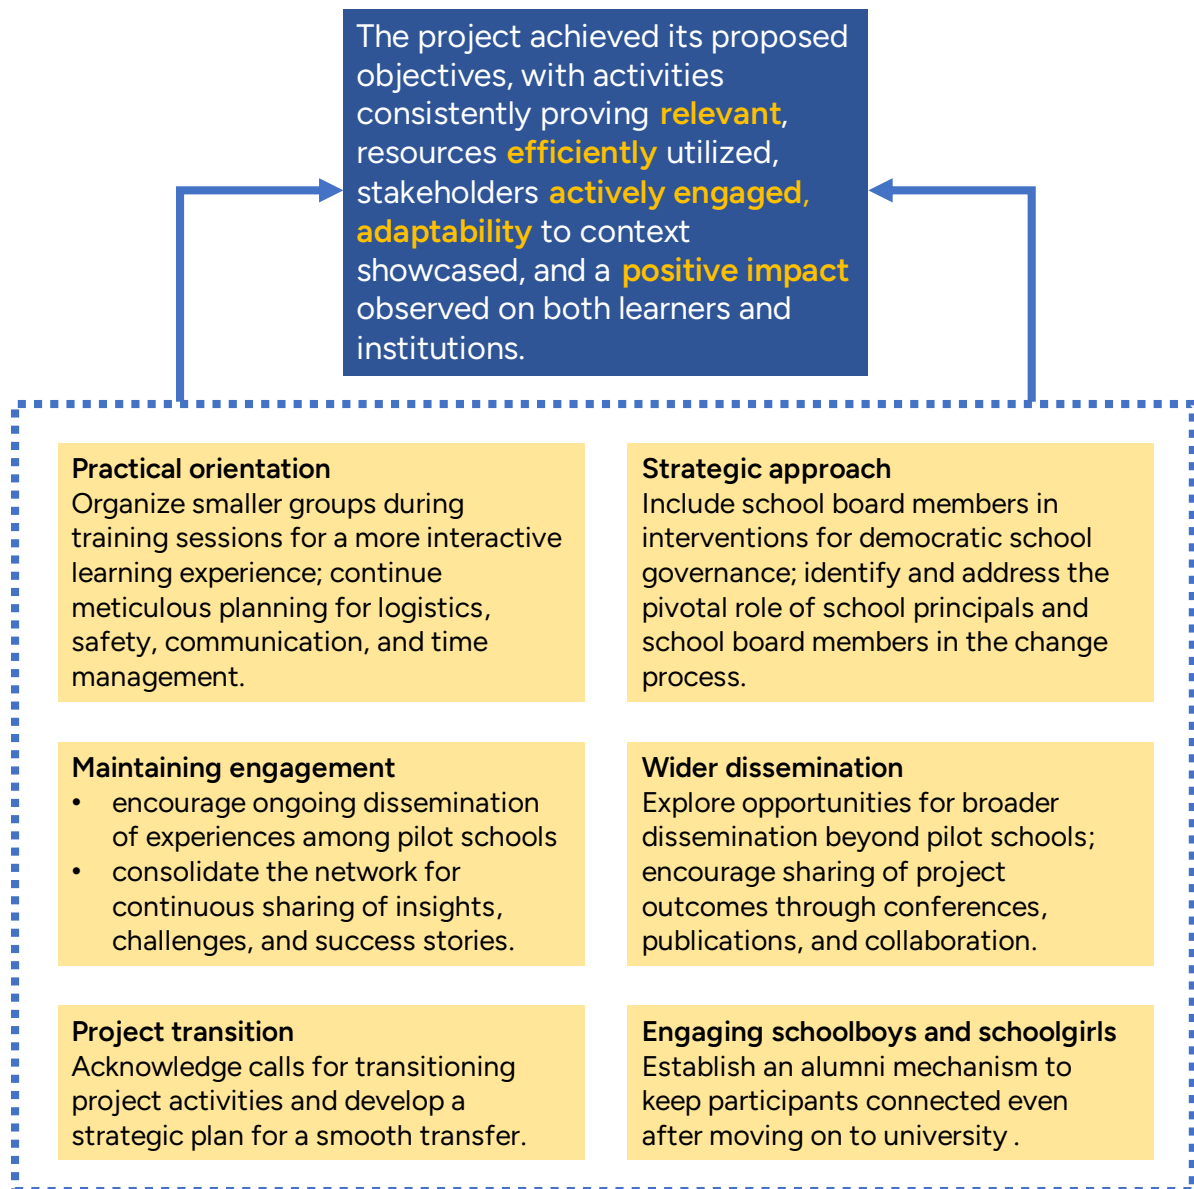 The project achieved its proposed
objectives, with activities
consistently proving relevant,
resources efficiently utilized,
stakeholders actively engaged,
adaptability to context
showcased, and a positive impact
observed on both learners and
institutions.
Practical orientation
Organize smaller groups during
training sessions for a more interactive
learning experience; continue
meticulous planning for logistics,
safety, communication, and time
management.
Strategic approach
Include school board members in
interventions for democratic school
governance; identify and address the
pivotal role of school principals and
school board members in the change
process.
Maintaining engagement
• encourage ongoing dissemination
of experiences among pilot schools
• consolidate the network for
continuous sharing of insights,
challenges, and success stories.
Wider dissemination
Explore opportunities for broader
dissemination beyond pilot schools;
encourage sharing of project
outcomes through conferences,
publications, and collaboration.
Project transition
Acknowledge calls for transitioning
project activities and develop a
strategic plan for a smooth transfer.
Engaging schoolboys and schoolgirls
Establish an alumni mechanism to
keep participants connected even
after moving on to university .